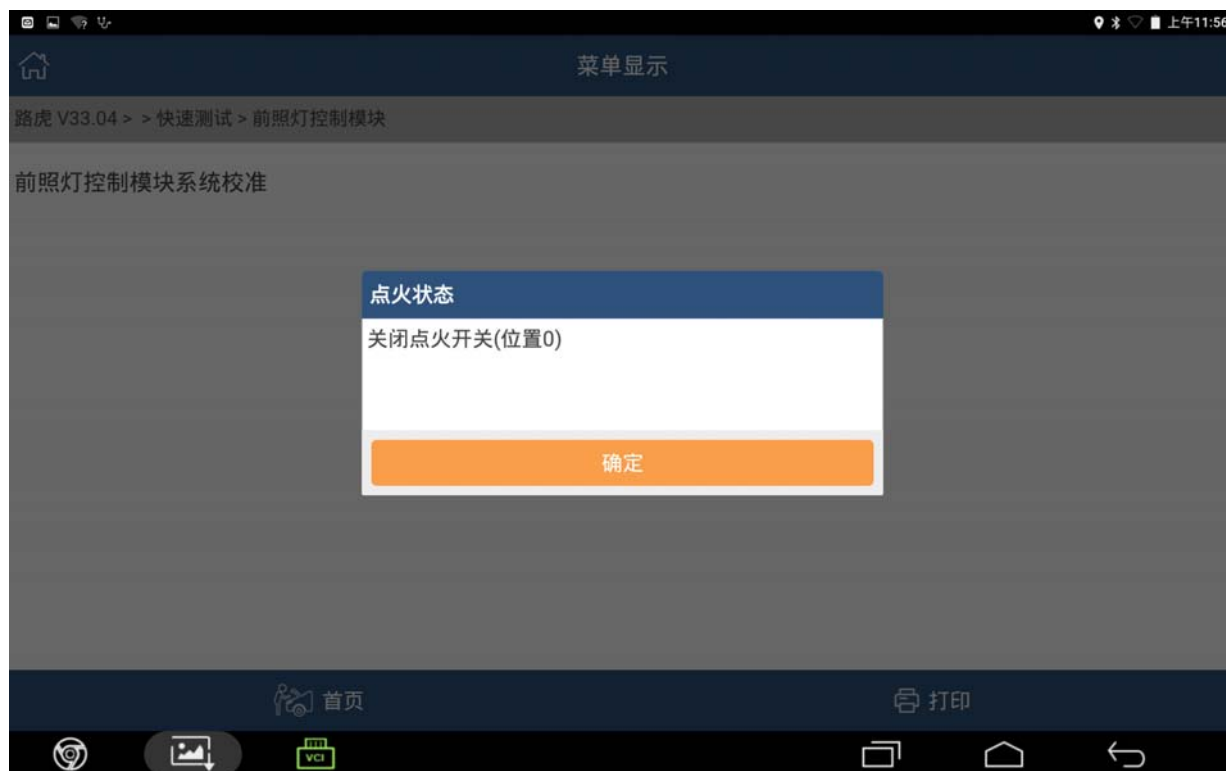 上午11:56
菜单显示
路虎 V33.04 > > 快速测试 > 前照灯控制模块
前照灯控制模块系统校准
点火状态
关闭点火开关(位置0)
确定
首页
打印
VCI